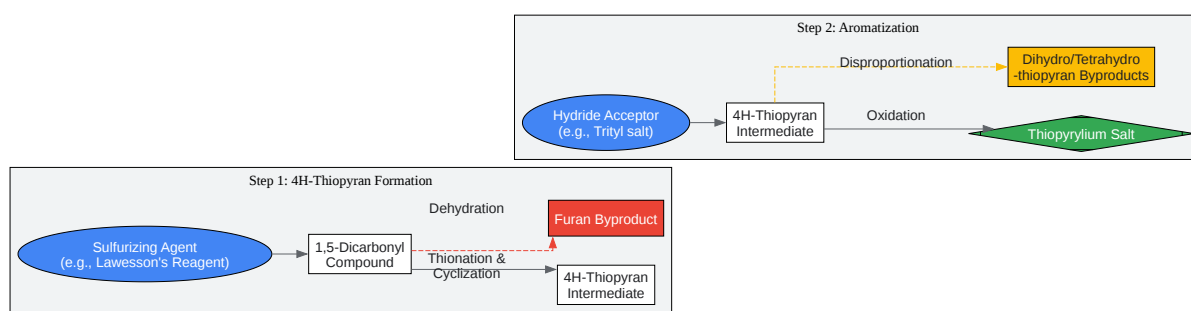 Step 2: Aromatization
Disproportionation
Dihydro/Tetrahydro
-thiopyran Byproducts
Hydride Acceptor
(e.g., Trityl salt)
4H-Thiopyran
Intermediate
Oxidation
Thiopyrylium Salt
Step 1: 4H-Thiopyran Formation
Dehydration
Furan Byproduct
Sulfurizing Agent
(e.g., Lawesson's Reagent)
1,5-Dicarbonyl
Compound
Thionation &
Cyclization
4H-Thiopyran
Intermediate